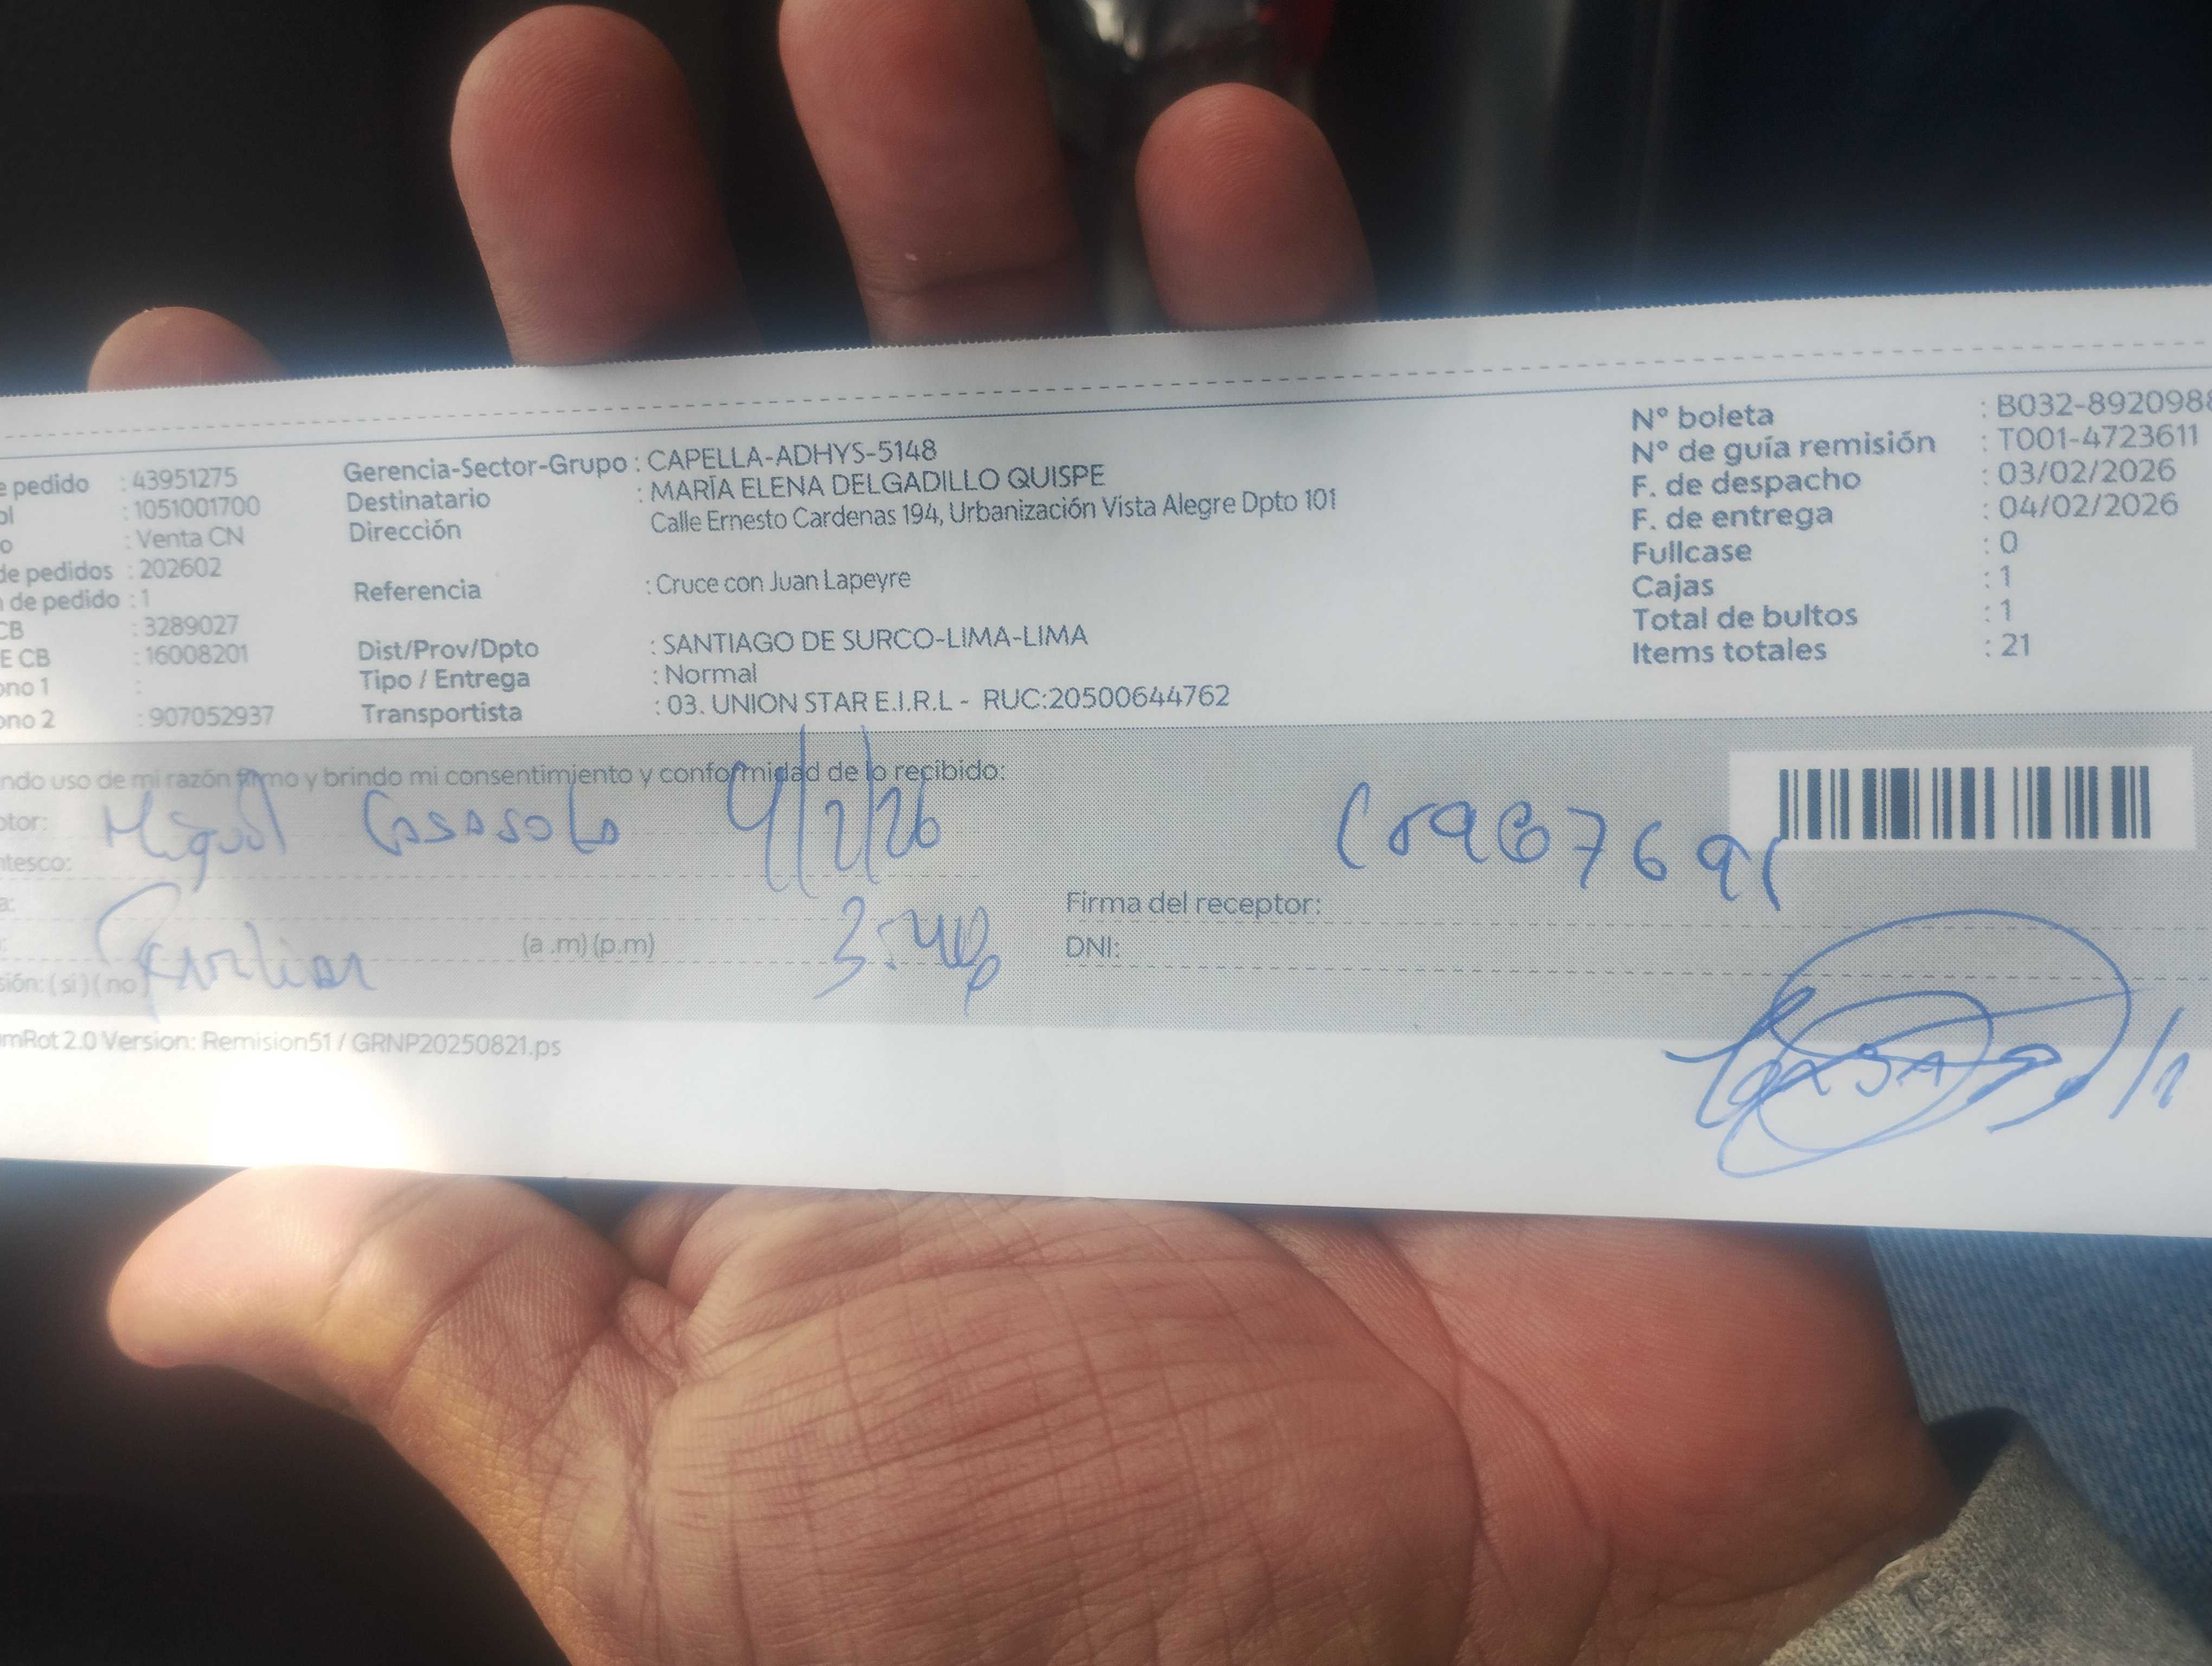 e pedido : 43951275
ol : 1051001700
o : Venta CN
de pedidos : 202602
de pedido : 1
CB : 3289027
E CB : 16008201
ono 1 :
ono 2 : 907052937
Gerencia-Sector-Grupo : CAPELLA-ADHYS-5148
Destinatario : MARÍA ELENA DELGADILLO QUISPE
Dirección Calle Ernesto Cardenas 194, Urbanización Vista Alegre Dpto 101
Referencia : Cruce con Juan Lapeyre
Dist/Prov/Dpto : SANTIAGO DE SURCO-LIMA-LIMA
Tipo / Entrega : Normal
Transportista : 03. UNION STAR E.I.R.L - RUC:20500644762
Nº boleta : B032-892098
Nº de guía remisión : T001-4723611
F. de despacho : 03/02/2026
F. de entrega : 04/02/2026
Fullcase : 0
Cajas : 1
Total de bultos : 1
Items totales : 21
ndo uso de mi razón firmo y brindo mi consentimiento y conformidad de lo recibido:
ptor: Miguel Casasola 4/2/26
ntesco:
a: Firma del receptor:
: Familiar (a.m) (p.m) DNI:
sión: (si) (no)
mRot 2.0 Version: Remision51 / GRNP20250821.ps